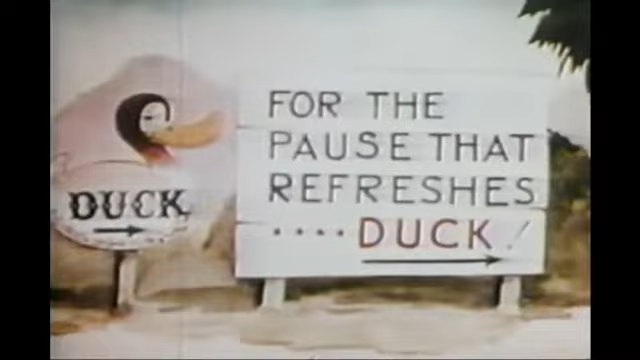 DUCK
FOR THE
PAUSE THAT
REFRESHES
....DUCK!